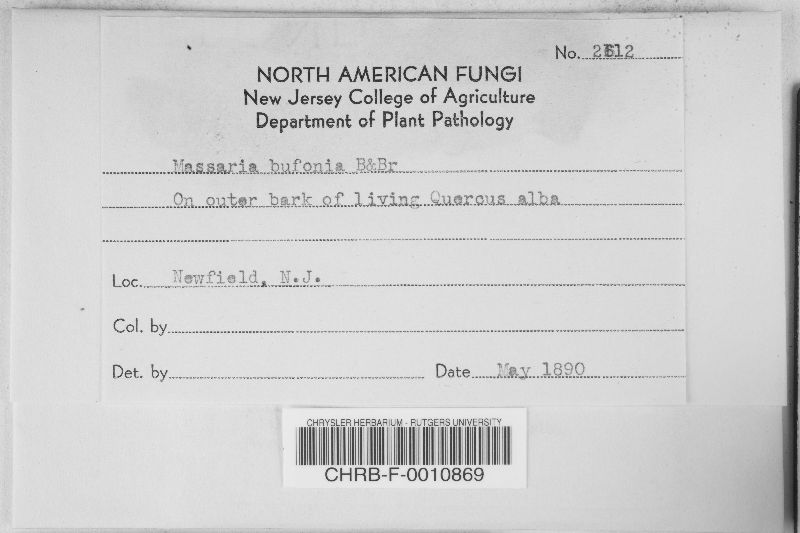 No. 2612
NORTH AMERICAN FUNGI
New Jersey College of Agriculture
Department of Plant Pathology
Massaria bufonia B&Br
On outer bark of living Quercus alba
Loc. Newfield, N.J.
Col. by
Det. by Date May 1890
CHRYSLER HERBARIUM - RUTGERS UNIVERSITY
CHRB-F-0010869